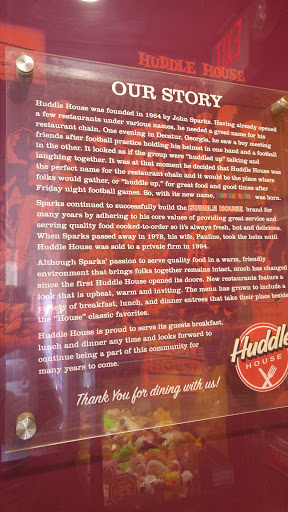 EXIT
HUDDLE HOUSE
OUR STORY
Huddle House was founded in 1964 by John Sparks. Having already opened
a few restaurants under various names, he needed a great name for his
restaurant chain. One evening in Decatur, Georgia, he saw a boy meeting
friends after football practice holding his helmet in one hand and a football
in the other. It looked as if the group were "huddled up" talking and
laughing together. It was at that moment he decided that Huddle House was
the perfect name for the restaurant chain and it would be the place where
folks would gather, or "huddle up," for great food and good times after
Friday night football games. So, with its new name, was born.
Sparks continued to successfully build the HUDDLE HOUSE brand for
many years by adhering to his core values of providing great service and
serving quality food cooked-to-order so it's always fresh, hot and delicious.
When Sparks passed away in 1978, his wife, Pauline, took the helm until
Huddle House was sold to a private firm in 1994.
Although Sparks' passion to serve quality food in a warm, friendly
environment that brings folks together remains intact, much has changed
since the first Huddle House opened its doors. New restaurants feature a
look that is upbeat, warm and inviting. The menu has grown to include a
variety of breakfast, lunch, and dinner entrees that take their place beside
the "House" classic favorites.
Huddle House is proud to serve its guests breakfast,
lunch and dinner any time and looks forward to
continue being a part of this community for
many years to come.
Huddle
HOUSE
Thank You for dining with us!